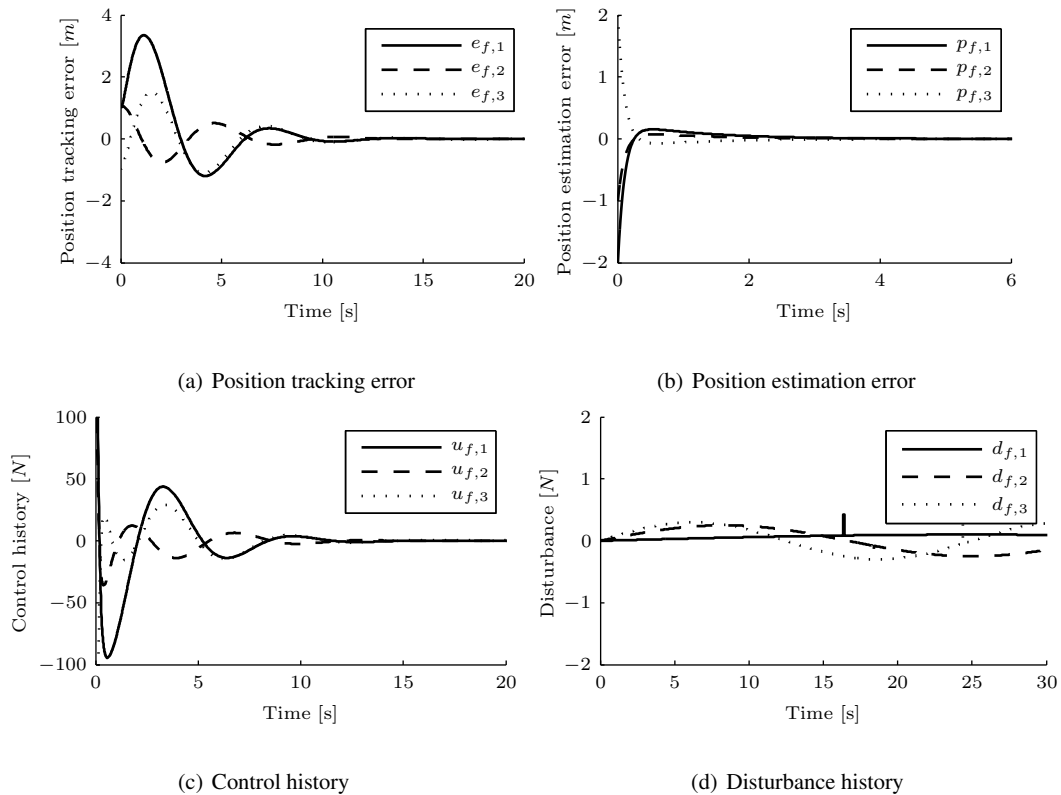 4
2
0
−2
−4
0
5
10
15
20
Time [s]
Position tracking error [m]
e_{f,1}
e_{f,2}
e_{f,3}
(a) Position tracking error
2
1
0
−1
−2
0
2
4
6
Time [s]
Position estimation error [m]
p_{f,1}
p_{f,2}
p_{f,3}
(b) Position estimation error
100
50
0
−50
−100
0
5
10
15
20
Time [s]
Control history [N]
u_{f,1}
u_{f,2}
u_{f,3}
(c) Control history
2
1
0
−1
−2
0
5
10
15
20
25
30
Time [s]
Disturbance [N]
d_{f,1}
d_{f,2}
d_{f,3}
(d) Disturbance history